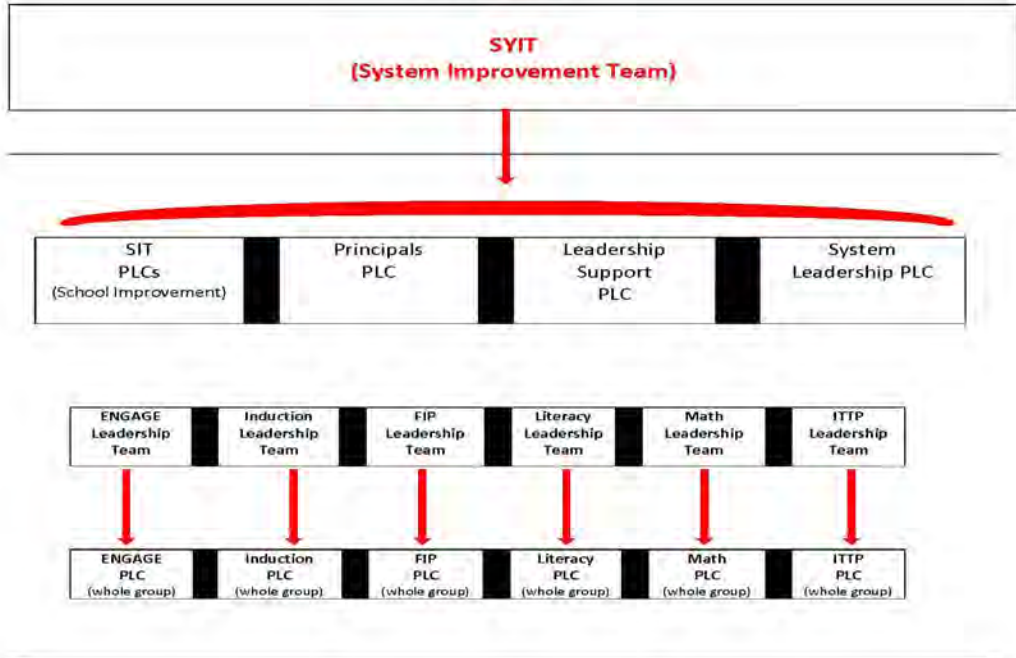 SYIT
(System Improvement Team)
SIT
PLCs
(School Improvement)
Principals
PLC
Leadership
Support
PLC
System
Leadership PLC
ENGAGE
Leadership
Team
Induction
Leadership
Team
FIP
Leadership
Team
Literacy
Leadership
Team
Math
Leadership
Team
ITTP
Leadership
Team
ENGAGE
PLC
(whole group)
Induction
PLC
(whole group)
FIP
PLC
(whole group)
Literacy
PLC
(whole group)
Math
PLC
(whole group)
ITTP
PLC
(whole group)